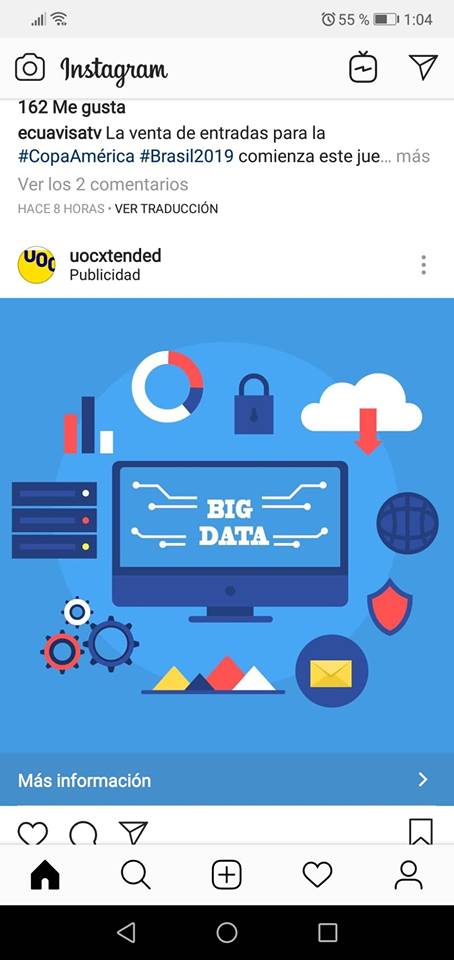 55 % 1:04
Instagram
162 Me gusta
ecuavisatv La venta de entradas para la
#CopaAmérica #Brasil2019 comienza este jue... más
Ver los 2 comentarios
HACE 8 HORAS • VER TRADUCCIÓN
UOC
uocxtended
Publicidad
BIG
DATA
Más información